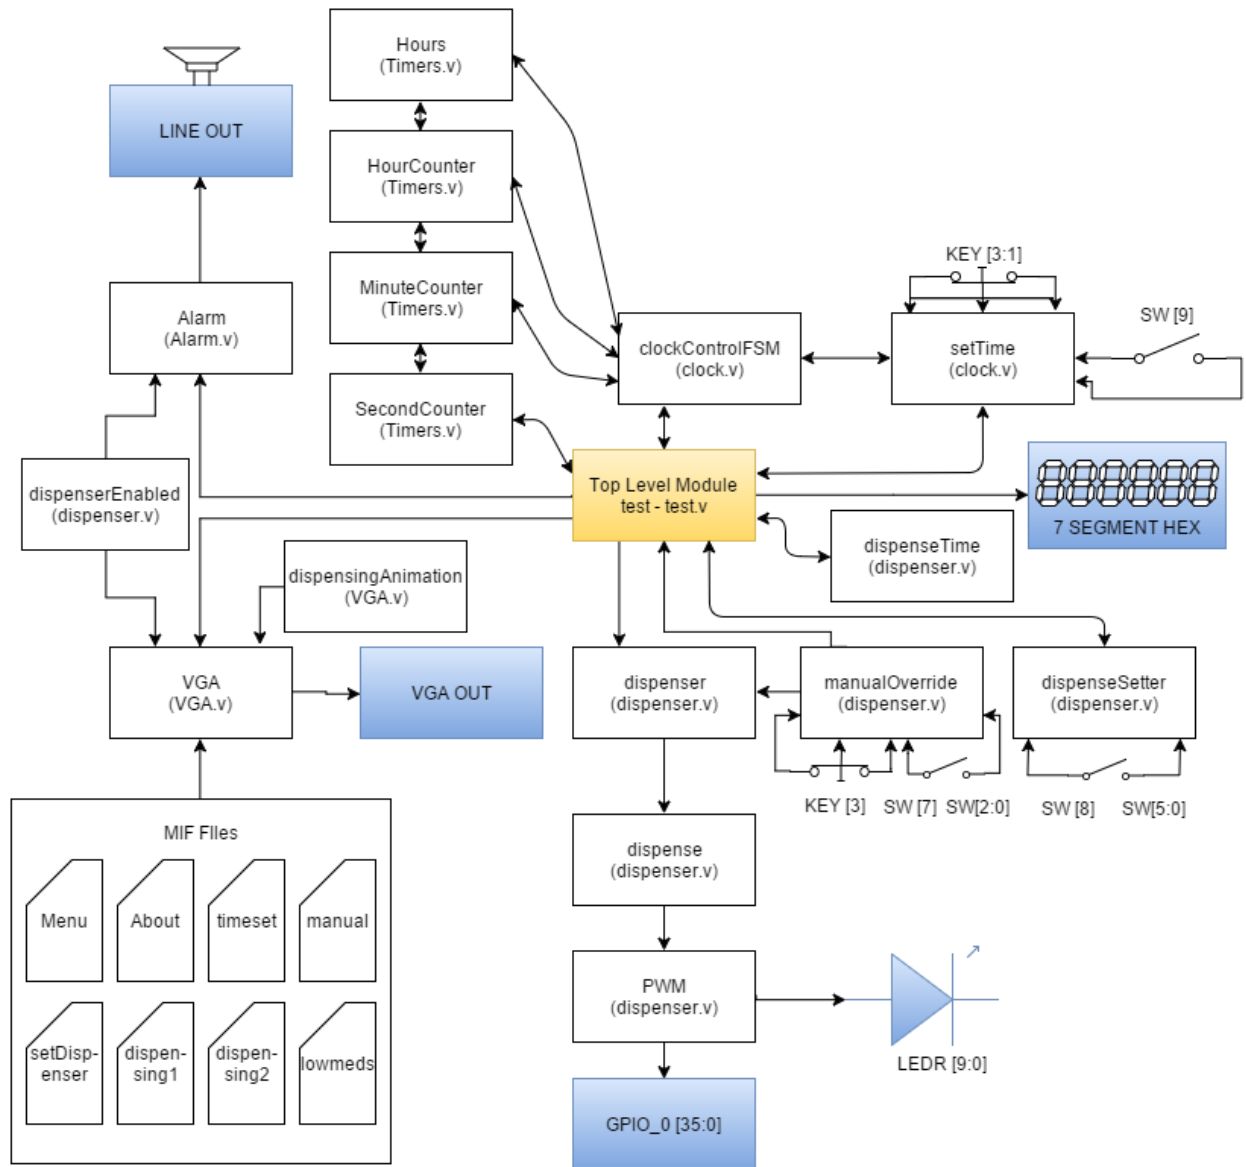 Hours
(Timers.v)
LINE OUT
HourCounter
(Timers.v)
MinuteCounter
(Timers.v)
KEY [3:1]
Alarm
(Alarm.v)
clockControlFSM
(clock.v)
setTime
(clock.v)
SW [9]
SecondCounter
(Timers.v)
dispenserEnabled
(dispenser.v)
Top Level Module
test - test.v
7 SEGMENT HEX
dispenseTime
(dispenser.v)
dispensingAnimation
(VGA.v)
VGA
(VGA.v)
VGA OUT
dispenser
(dispenser.v)
manualOverride
(dispenser.v)
dispenseSetter
(dispenser.v)
KEY [3]
SW [7]
SW[2:0]
SW [8]
SW[5:0]
MIF FIles
dispense
(dispenser.v)
Menu
About
timeset
manual
PWM
(dispenser.v)
setDisp-
enser
dispen-
sing1
dispen-
sing2
lowmeds
LEDR [9:0]
GPIO_0 [35:0]